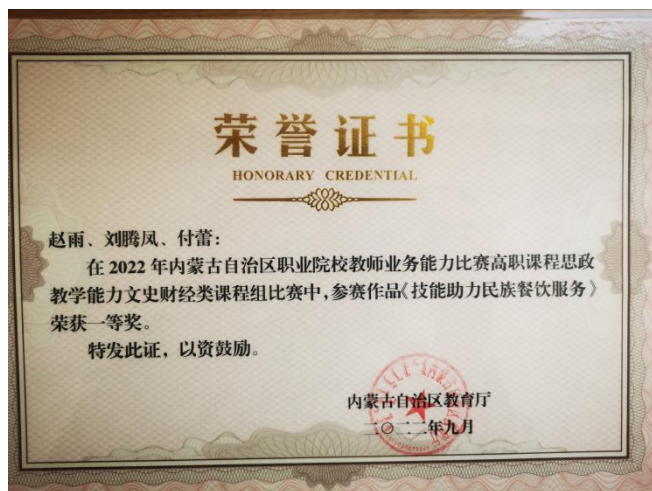 荣誉证书
HONORARY CREDENTIAL
赵雨、刘腾凤、付蕾：
在 2022 年内蒙古自治区职业院校教师业务能力比赛高职课程思政
教学能力文史财经类课程组比赛中，参赛作品《技能助力民族餐饮服务》
荣获一等奖。
特发此证，以资鼓励。
内蒙古自治区教育厅
二〇二二年九月